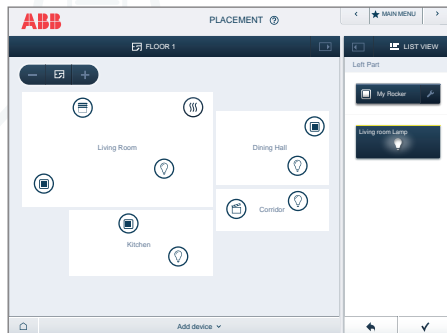 ABB
PLACEMENT ?
MAIN MENU
FLOOR 1
LIST VIEW
Left Part
My Rocker
Living room Lamp
Living Room
Dining Hall
Corridor
Kitchen
Add device